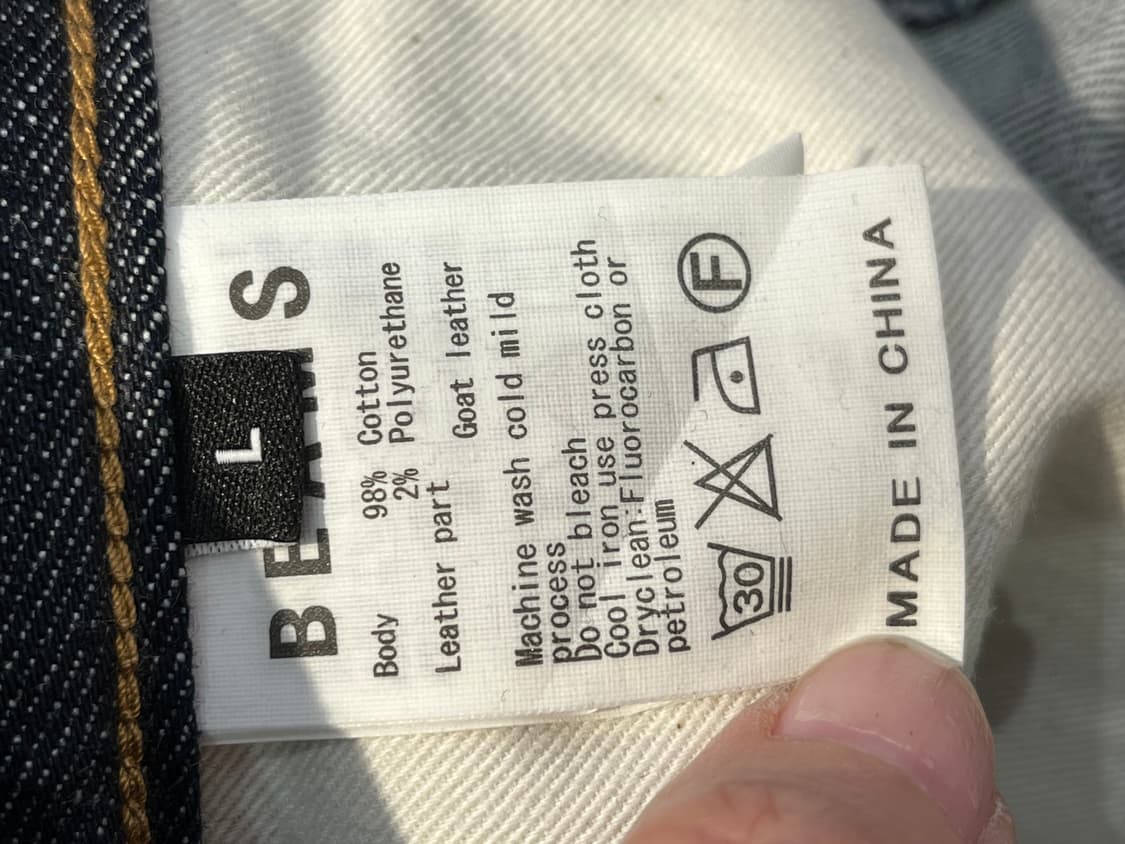 BEAMS
L
Body 98% Cotton
2% Polyurethane
Leather part Goat leather
Machine wash cold mild
process
Do not bleach
Cool iron use press cloth
Dryclean:Fluorocarbon or
petroleum
30 F
MADE IN CHINA